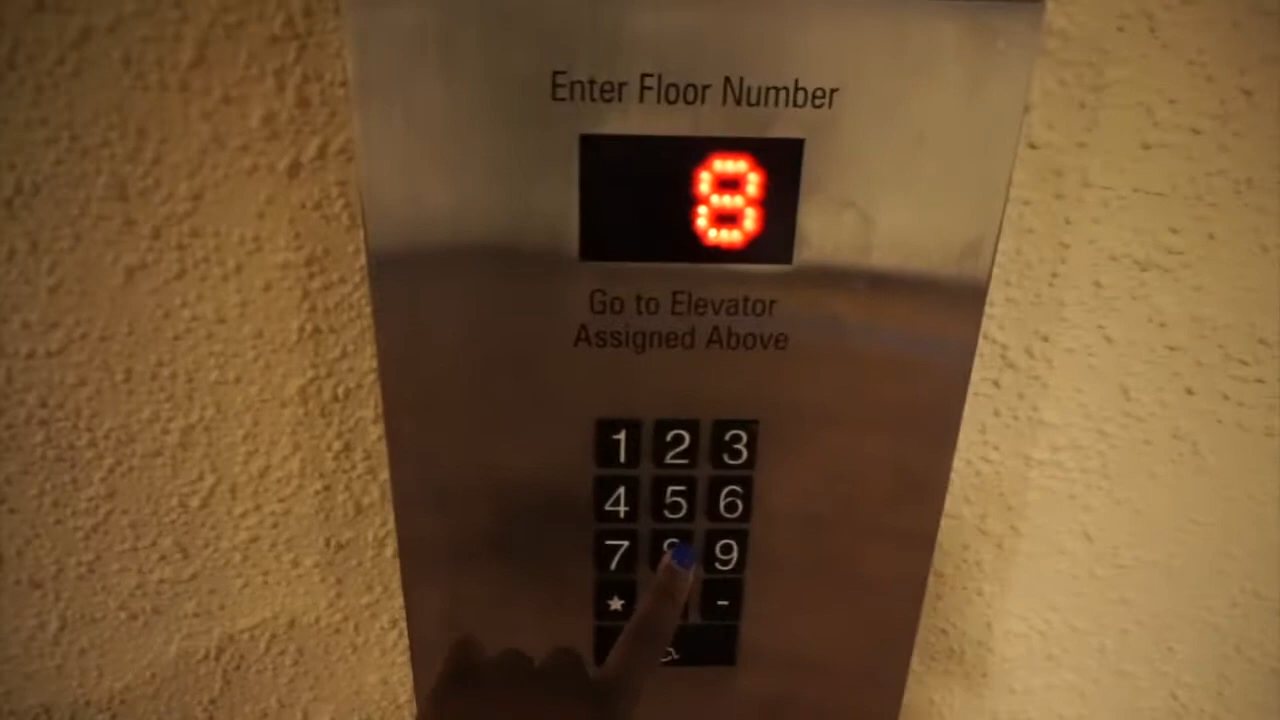 Enter Floor Number
8
Go to Elevator
Assigned Above
1 2 3
4 5 6
7 8 9
★ -